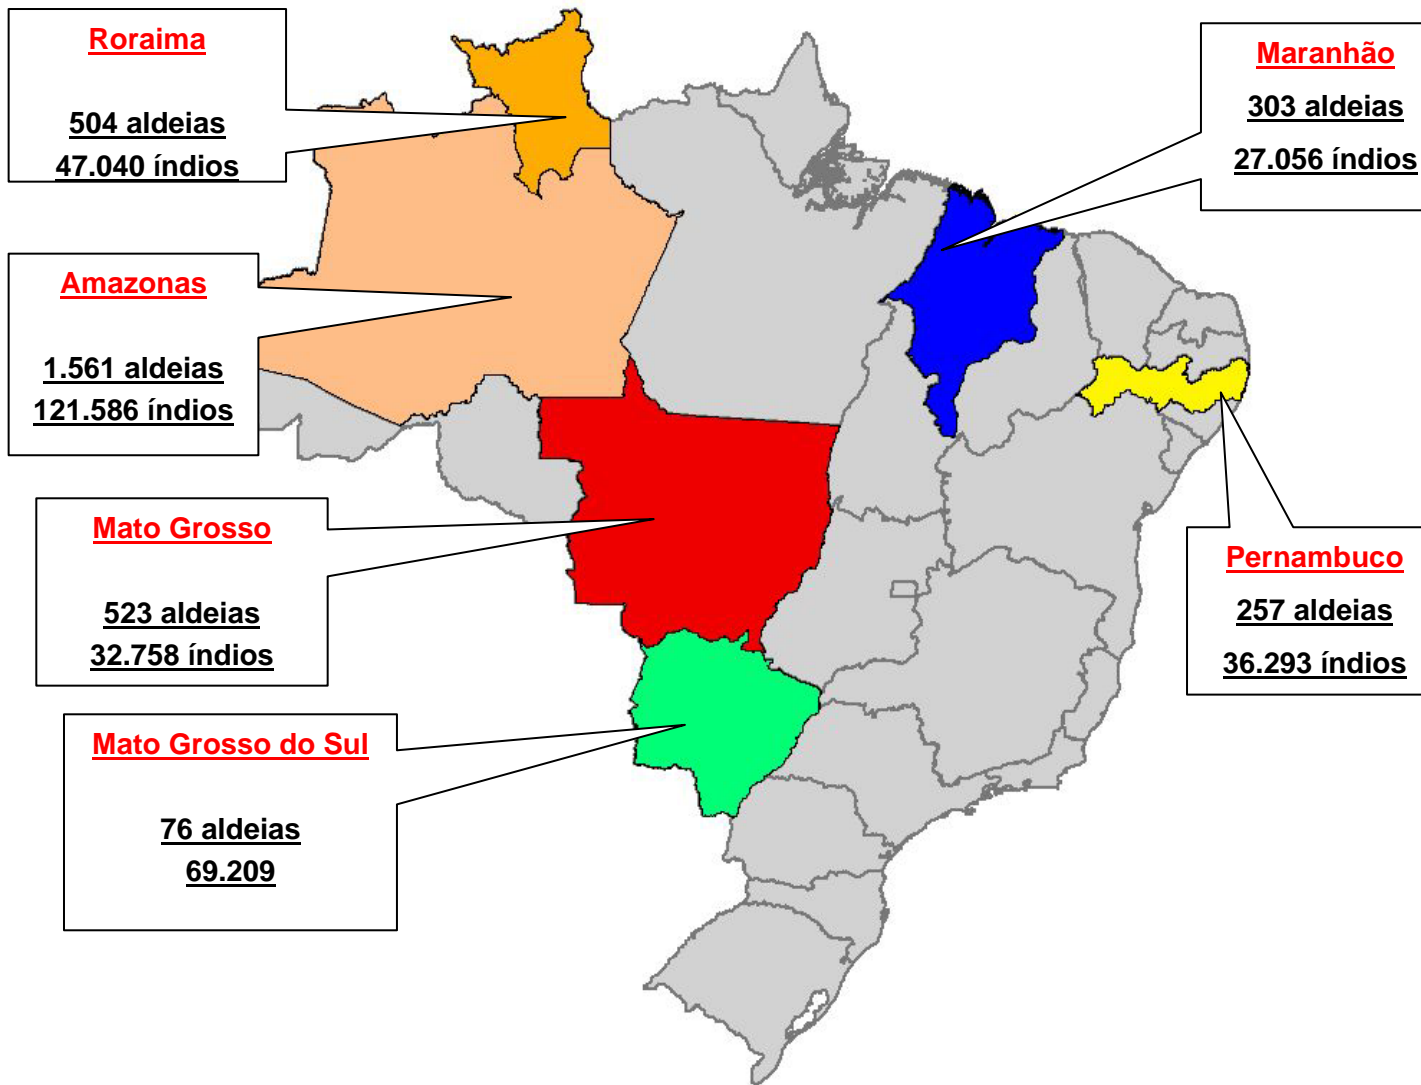 Roraima
504 aldeias
47.040 índios
Maranhão
303 aldeias
27.056 índios
Amazonas
1.561 aldeias
121.586 índios
Mato Grosso
523 aldeias
32.758 índios
Pernambuco
257 aldeias
36.293 índios
Mato Grosso do Sul
76 aldeias
69.209